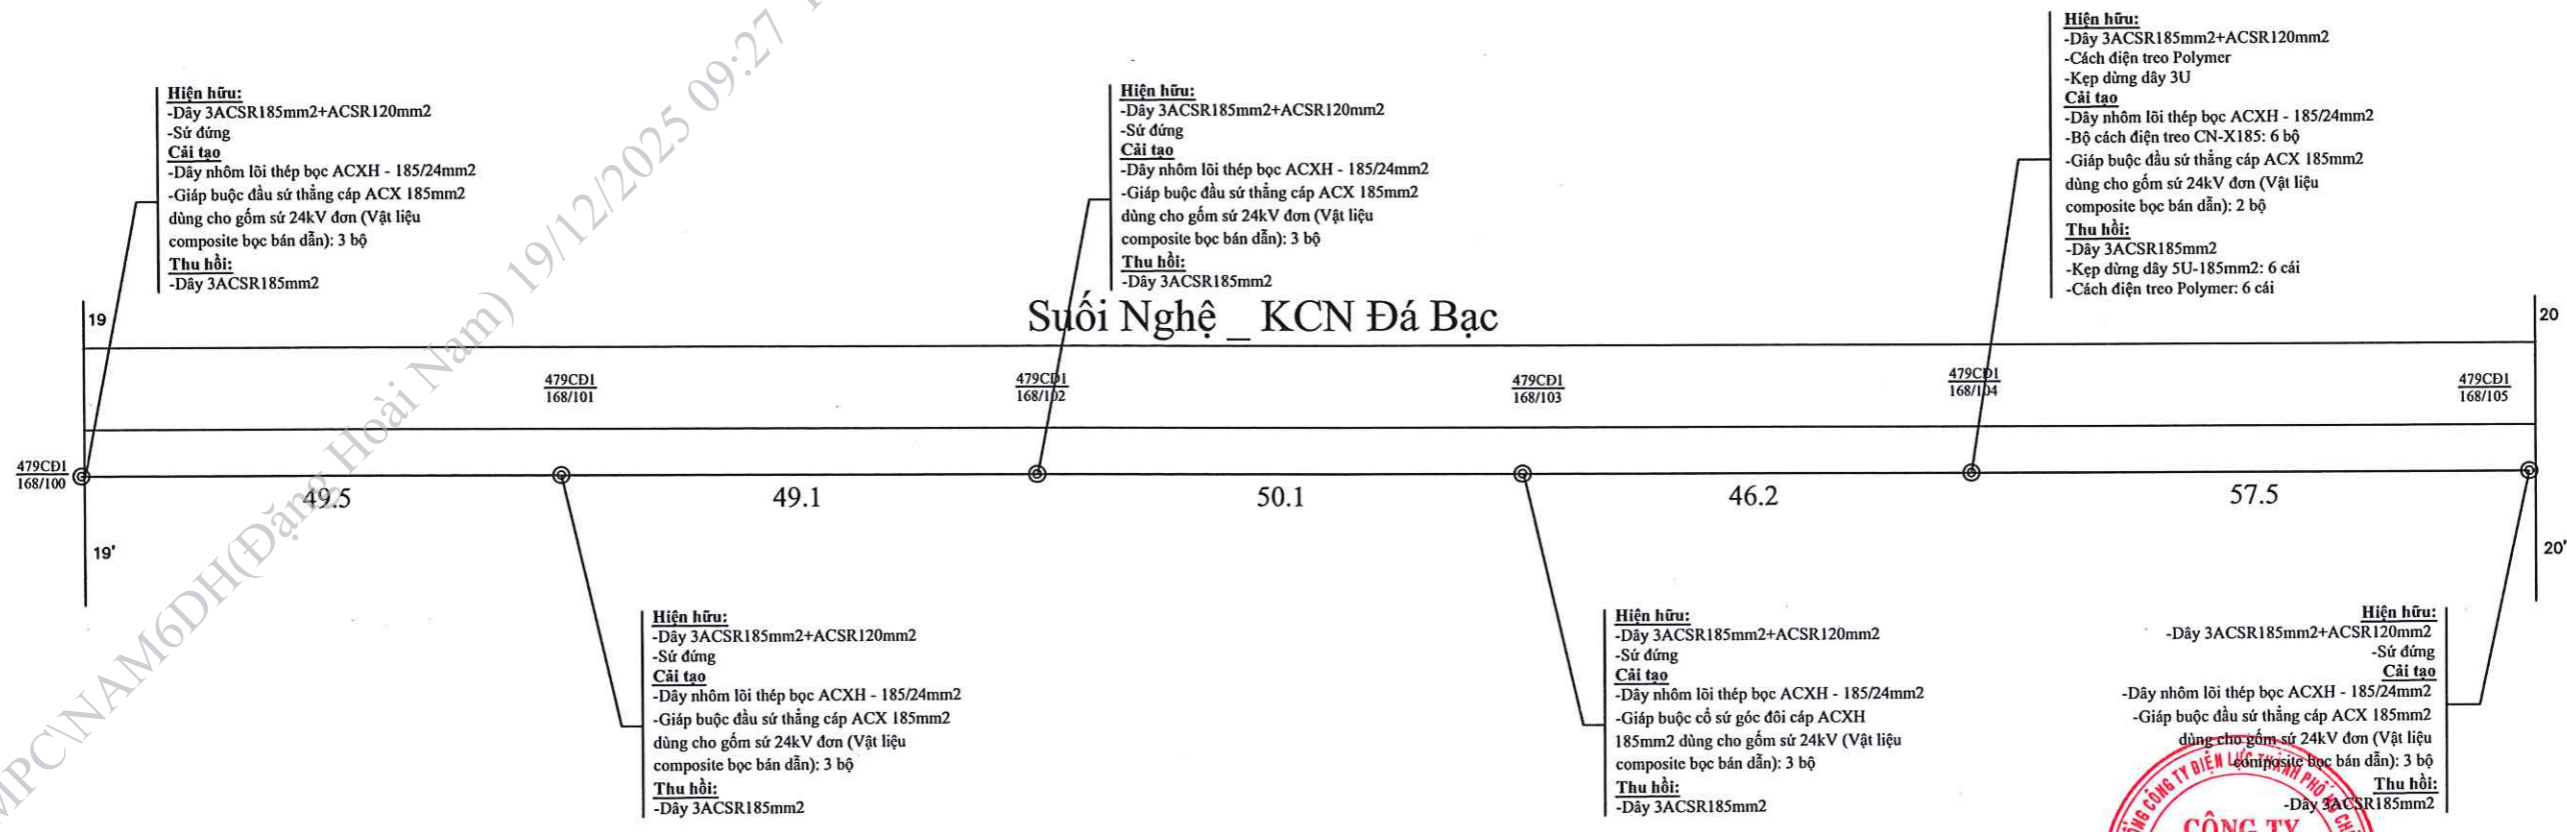 Hiện hữu:
-Dây 3ACSR185mm2+ACSR120mm2
-Sứ đứng
Cải tạo
-Dây nhôm lõi thép bọc ACXH - 185/24mm2
-Giáp buộc đầu sứ thẳng cáp ACX 185mm2
dùng cho gốm sứ 24kV đơn (Vật liệu
composite bọc bán dẫn): 3 bộ
Thu hồi:
-Dây 3ACSR185mm2
Hiện hữu:
-Dây 3ACSR185mm2+ACSR120mm2
-Sứ đứng
Cải tạo
-Dây nhôm lõi thép bọc ACXH - 185/24mm2
-Giáp buộc đầu sứ thẳng cáp ACX 185mm2
dùng cho gốm sứ 24kV đơn (Vật liệu
composite bọc bán dẫn): 3 bộ
Thu hồi:
-Dây 3ACSR185mm2
Hiện hữu:
-Dây 3ACSR185mm2+ACSR120mm2
-Cách điện treo Polymer
-Kẹp dừng dây 3U
Cải tạo
-Dây nhôm lõi thép bọc ACXH - 185/24mm2
-Bộ cách điện treo CN-X185: 6 bộ
-Giáp buộc đầu sứ thẳng cáp ACX 185mm2
dùng cho gốm sứ 24kV đơn (Vật liệu
composite bọc bán dẫn): 2 bộ
Thu hồi:
-Dây 3ACSR185mm2
-Kẹp dừng dây 5U-185mm2: 6 cái
-Cách điện treo Polymer: 6 cái
19
Suối Nghệ _ KCN Đá Bạc
20
479CĐ1
168/101
479CĐ1
168/102
479CĐ1
168/103
479CĐ1
168/104
479CĐ1
168/105
479CĐ1
168/100
49.5
49.1
50.1
46.2
57.5
19'
20'
Hiện hữu:
-Dây 3ACSR185mm2+ACSR120mm2
-Sứ đứng
Cải tạo
-Dây nhôm lõi thép bọc ACXH - 185/24mm2
-Giáp buộc đầu sứ thẳng cáp ACX 185mm2
dùng cho gốm sứ 24kV đơn (Vật liệu
composite bọc bán dẫn): 3 bộ
Thu hồi:
-Dây 3ACSR185mm2
Hiện hữu:
-Dây 3ACSR185mm2+ACSR120mm2
-Sứ đứng
Cải tạo
-Dây nhôm lõi thép bọc ACXH - 185/24mm2
-Giáp buộc cổ sứ góc đôi cáp ACXH
185mm2 dùng cho gốm sứ 24kV (Vật liệu
composite bọc bán dẫn): 3 bộ
Thu hồi:
-Dây 3ACSR185mm2
Hiện hữu:
-Dây 3ACSR185mm2+ACSR120mm2
-Sứ đứng
Cải tạo
-Dây nhôm lõi thép bọc ACXH - 185/24mm2
-Giáp buộc đầu sứ thẳng cáp ACX 185mm2
dùng cho gốm sứ 24kV đơn (Vật liệu
composite bọc bán dẫn): 3 bộ
Thu hồi:
-Dây 3ACSR185mm2
CÔNG TY ĐIỆN LỰC THÀNH PHỐ
CÔNG TY
MPC\NAM6DH(Đặng Hoài Nam) 19/12/2025 09:27